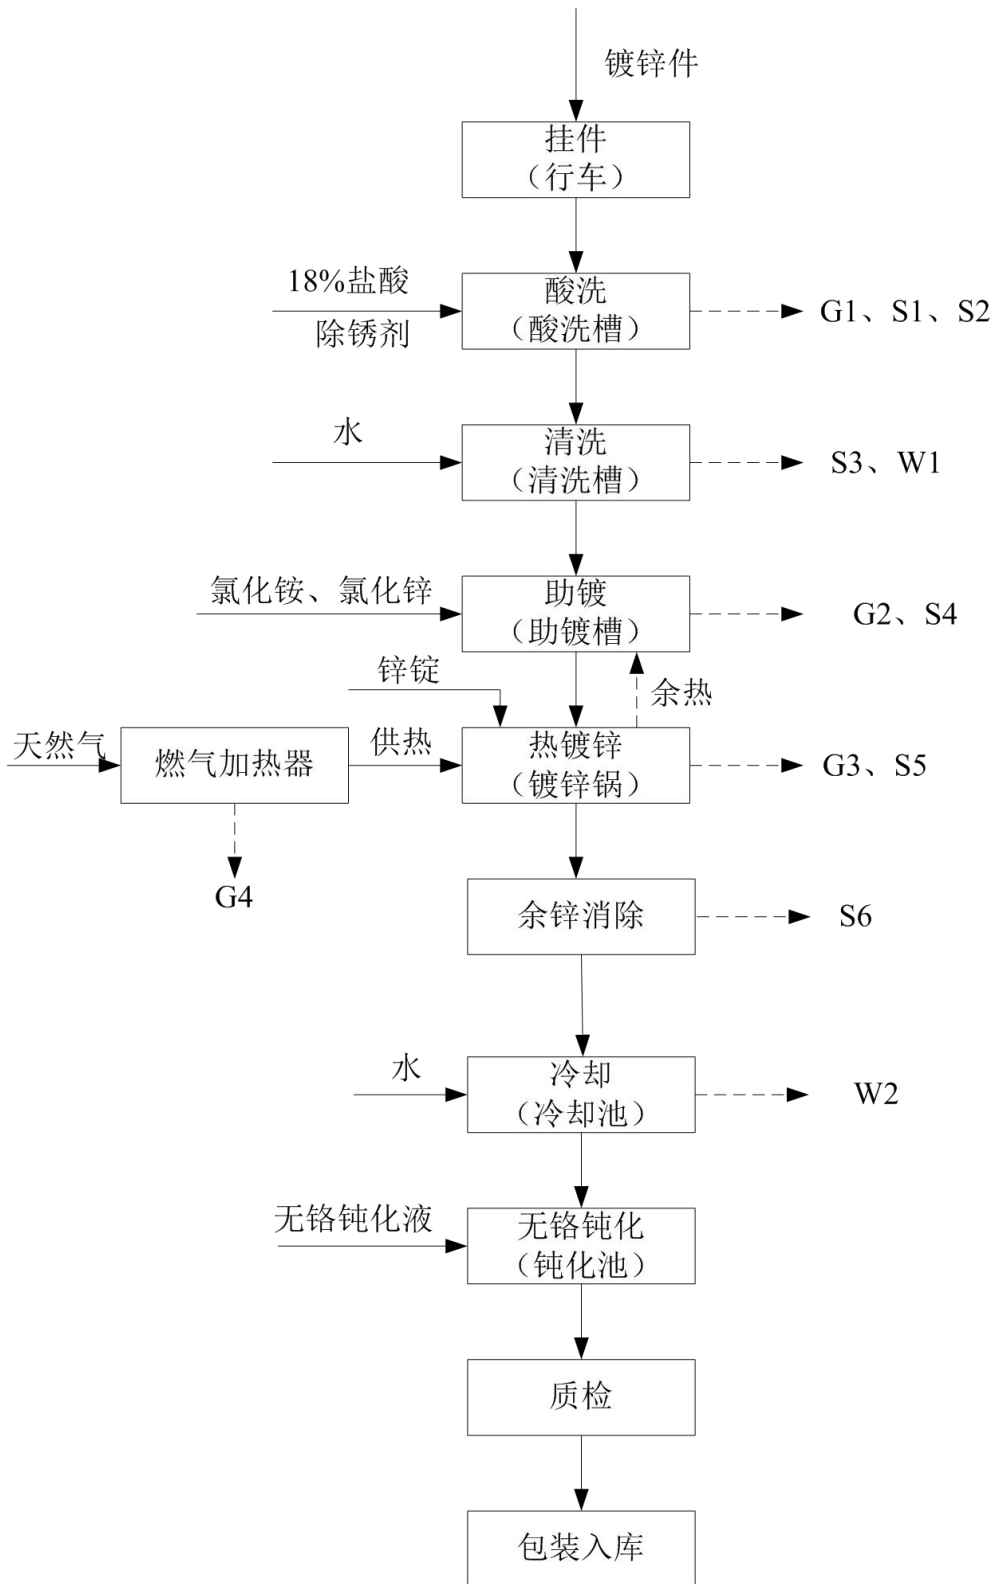 镀锌件
挂件
（行车）
18%盐酸
除锈剂
酸洗
（酸洗槽）
G1、S1、S2
水
清洗
（清洗槽）
S3、W1
氯化铵、氯化锌
助镀
（助镀槽）
G2、S4
锌锭
余热
天然气
燃气加热器
供热
热镀锌
（镀锌锅）
G3、S5
G4
余锌消除
S6
水
冷却
（冷却池）
W2
无铬钝化液
无铬钝化
（钝化池）
质检
包装入库